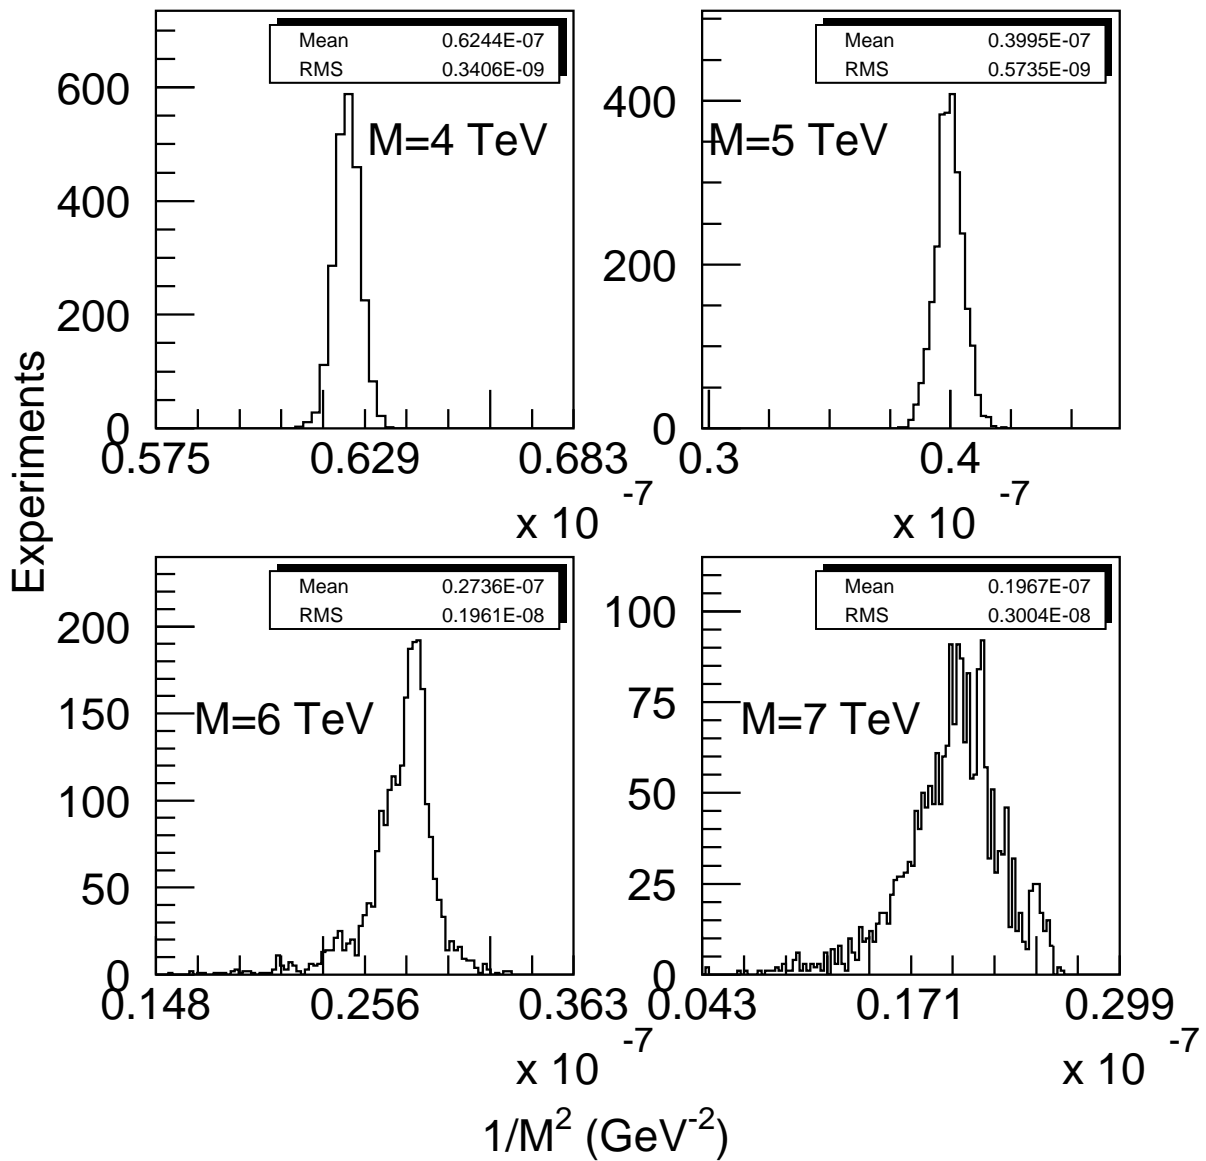 Experiments
Mean 0.6244E-07
RMS 0.3406E-09
M=4 TeV
600
400
200
0
0.575 0.629 0.683
x 10 -7
Mean 0.3995E-07
RMS 0.5735E-09
M=5 TeV
400
200
0
0.3 0.4
x 10 -7
Mean 0.2736E-07
RMS 0.1961E-08
M=6 TeV
200
150
100
50
0
0.148 0.256 0.363
x 10 -7
Mean 0.1967E-07
RMS 0.3004E-08
M=7 TeV
100
75
50
25
0
0.043 0.171 0.299
x 10 -7
1/M² (GeV⁻²)